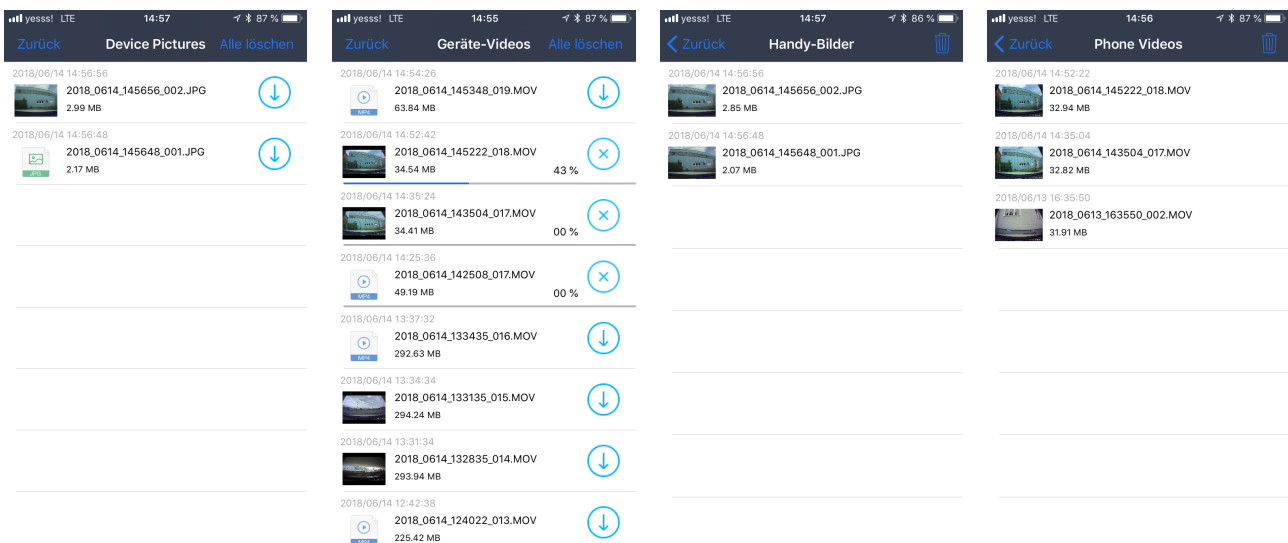 yesss! LTE 14:57 87 %
Zurück Device Pictures Alle löschen
2018/06/14 14:56:56
2018_0614_145656_002.JPG
2.99 MB
2018/06/14 14:56:48
2018_0614_145648_001.JPG
JPG
2.17 MB
yesss! LTE 14:55 87 %
Zurück Geräte-Videos Alle löschen
2018/06/14 14:54:26
2018_0614_145348_019.MOV
63.84 MB
MP4
2018/06/14 14:52:42
2018_0614_145222_018.MOV
34.54 MB 43 %
2018/06/14 14:35:24
2018_0614_143504_017.MOV
34.41 MB 00 %
2018/06/14 14:25:36
2018_0614_142508_017.MOV
49.19 MB 00 %
MP4
2018/06/14 13:37:32
2018_0614_133435_016.MOV
292.63 MB
MP4
2018/06/14 13:34:34
2018_0614_133135_015.MOV
294.24 MB
2018/06/14 13:31:34
2018_0614_132835_014.MOV
293.94 MB
2018/06/14 12:42:38
2018_0614_124022_013.MOV
225.42 MB
MP4
yesss! LTE 14:57 86 %
Zurück Handy-Bilder
2018/06/14 14:56:56
2018_0614_145656_002.JPG
2.85 MB
2018/06/14 14:56:48
2018_0614_145648_001.JPG
2.07 MB
yesss! LTE 14:56 87 %
Zurück Phone Videos
2018/06/14 14:52:22
2018_0614_145222_018.MOV
32.94 MB
2018/06/14 14:35:04
2018_0614_143504_017.MOV
32.82 MB
2018/06/13 16:35:50
2018_0613_163550_002.MOV
31.91 MB